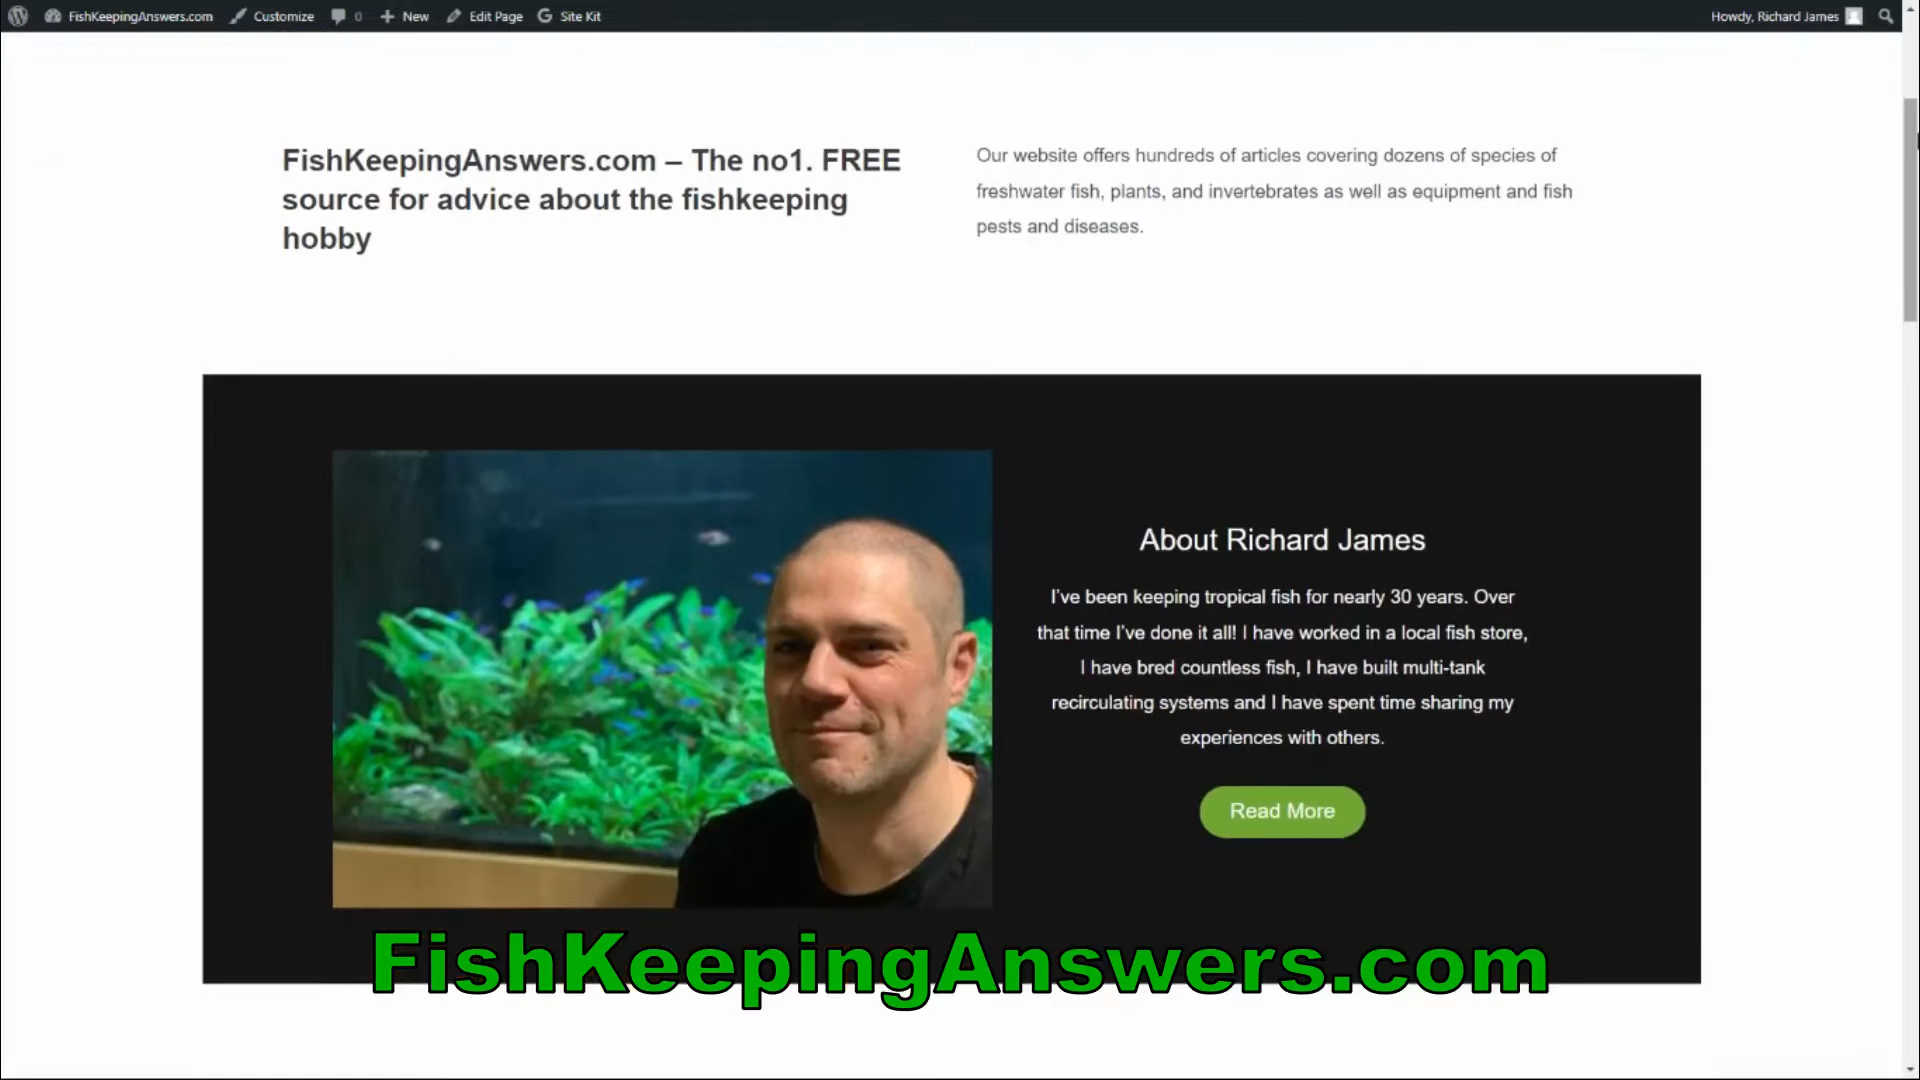 FishKeepingAnswers.com Customize 0 New Edit Page Site Kit Howdy, Richard James
FishKeepingAnswers.com – The no1. FREE
source for advice about the fishkeeping
hobby
Our website offers hundreds of articles covering dozens of species of
freshwater fish, plants, and invertebrates as well as equipment and fish
pests and diseases.
About Richard James
I've been keeping tropical fish for nearly 30 years. Over
that time I've done it all! I have worked in a local fish store,
I have bred countless fish, I have built multi-tank
recirculating systems and I have spent time sharing my
experiences with others.
Read More
FishKeepingAnswers.com